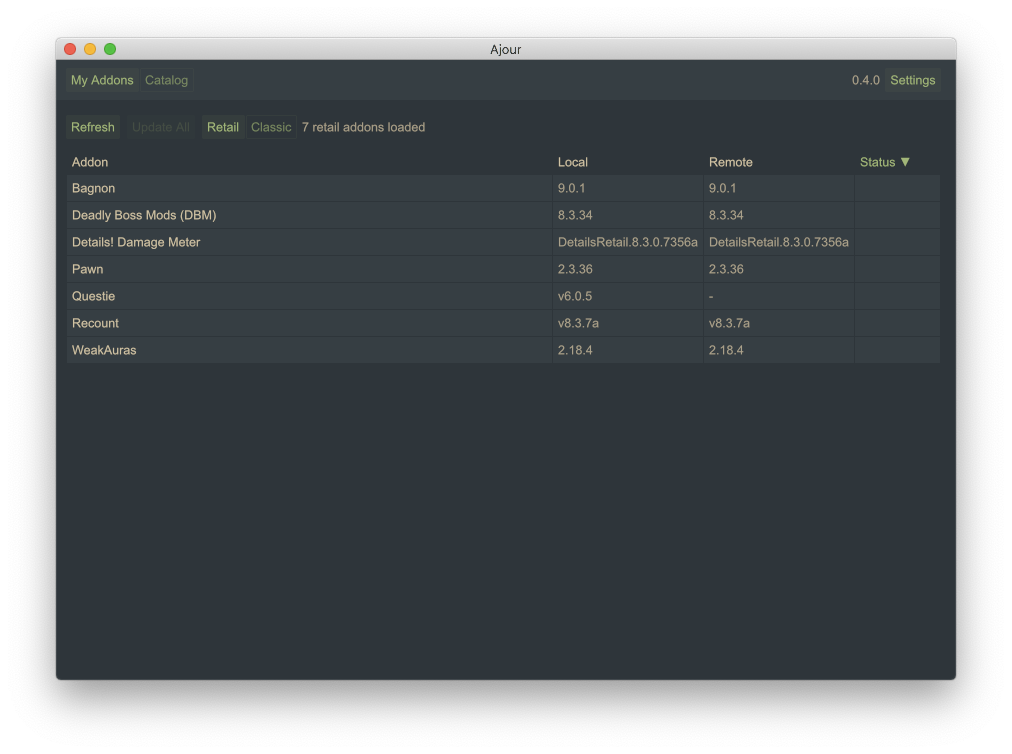 Ajour
My Addons Catalog 0.4.0 Settings
Refresh Update All Retail Classic 7 retail addons loaded
Addon Local Remote Status ▼
Bagnon 9.0.1 9.0.1
Deadly Boss Mods (DBM) 8.3.34 8.3.34
Details! Damage Meter DetailsRetail.8.3.0.7356a DetailsRetail.8.3.0.7356a
Pawn 2.3.36 2.3.36
Questie v6.0.5 -
Recount v8.3.7a v8.3.7a
WeakAuras 2.18.4 2.18.4